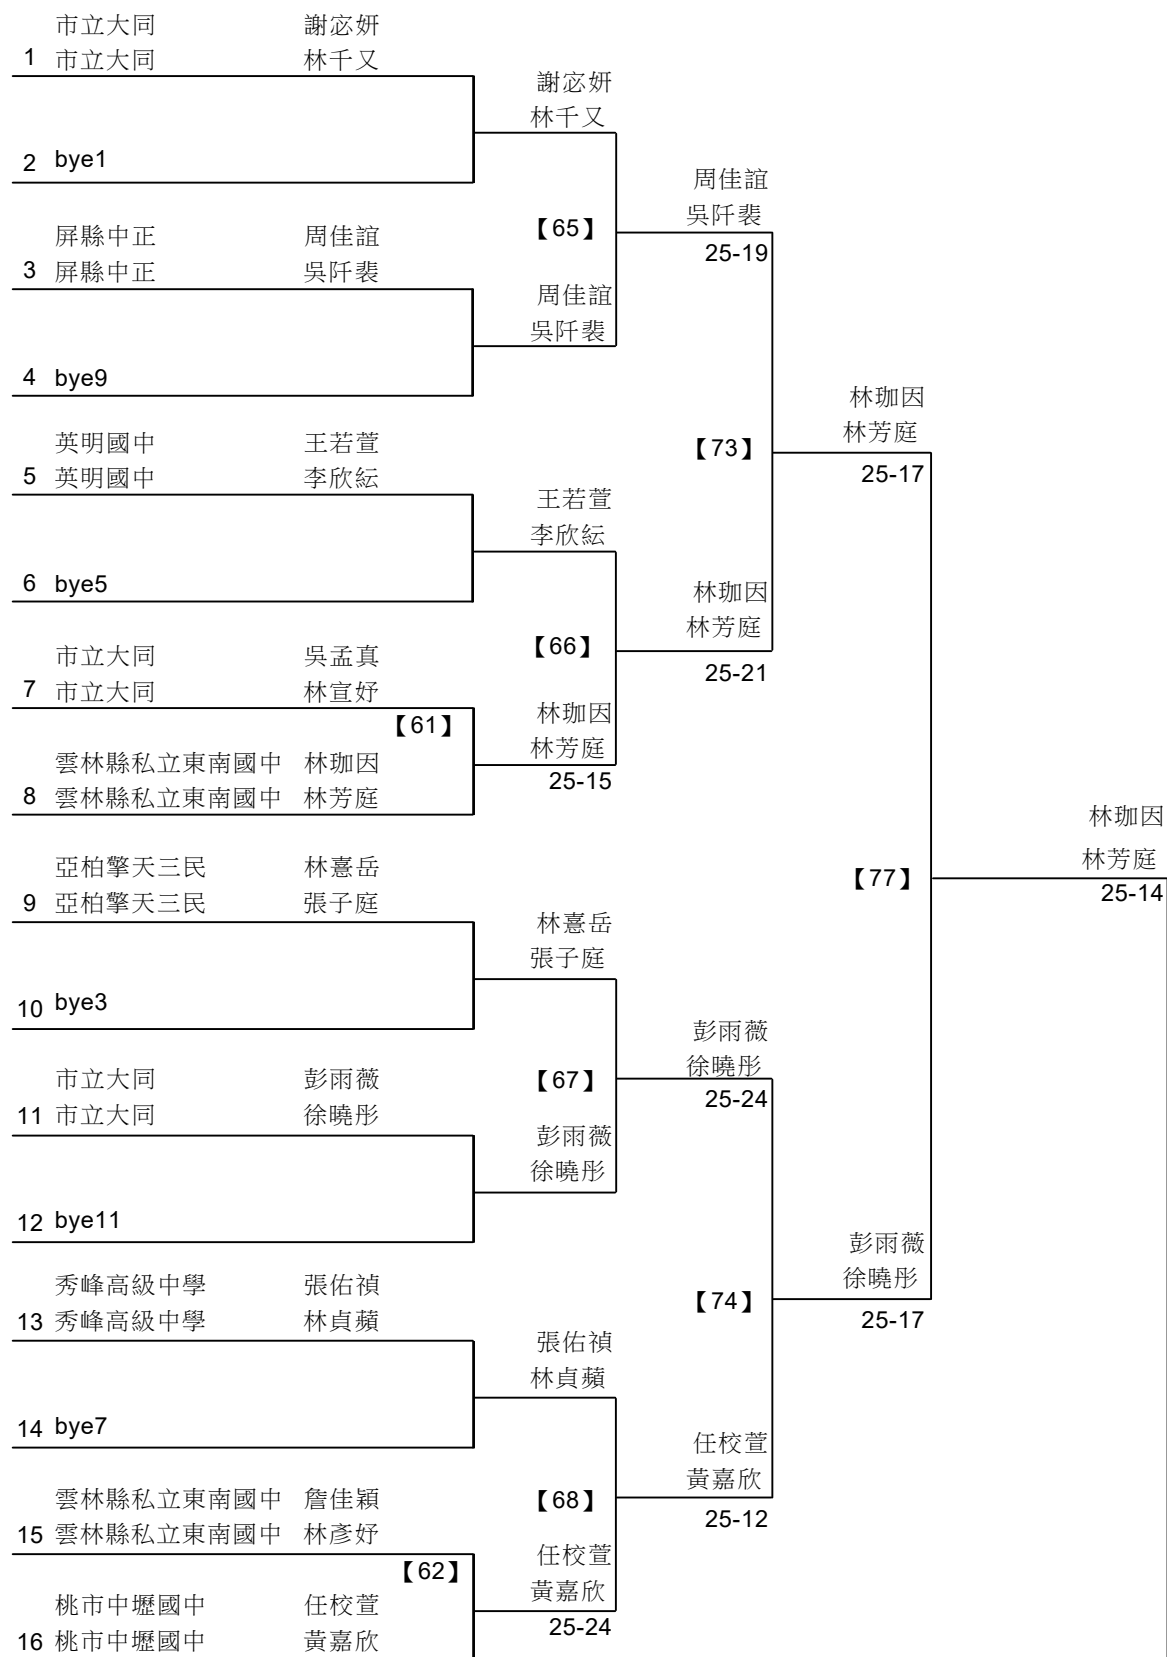 市立大同 謝宓妍
1 市立大同 林千又
謝宓妍
林千又
2 bye1
周佳誼
吳阡裴
【65】
25-19
屏縣中正 周佳誼
3 屏縣中正 吳阡裴
周佳誼
吳阡裴
4 bye9
林珈因
林芳庭
【73】
25-17
英明國中 王若萱
5 英明國中 李欣紜
王若萱
李欣紜
6 bye5
林珈因
林芳庭
【66】
25-21
市立大同 吳孟真
7 市立大同 林宣妤
【61】
林珈因
林芳庭
25-15
雲林縣私立東南國中 林珈因
8 雲林縣私立東南國中 林芳庭
林珈因
林芳庭
【77】
25-14
亞柏擎天三民 林憙岳
9 亞柏擎天三民 張子庭
林憙岳
張子庭
10 bye3
彭雨薇
徐曉彤
【67】
25-24
市立大同 彭雨薇
11 市立大同 徐曉彤
彭雨薇
徐曉彤
12 bye11
彭雨薇
徐曉彤
【74】
25-17
秀峰高級中學 張佑禎
13 秀峰高級中學 林貞蘋
張佑禎
林貞蘋
14 bye7
任校萱
黃嘉欣
【68】
25-12
雲林縣私立東南國中 詹佳穎
15 雲林縣私立東南國中 林彥妤
【62】
任校萱
黃嘉欣
25-24
桃市中壢國中 任校萱
16 桃市中壢國中 黃嘉欣